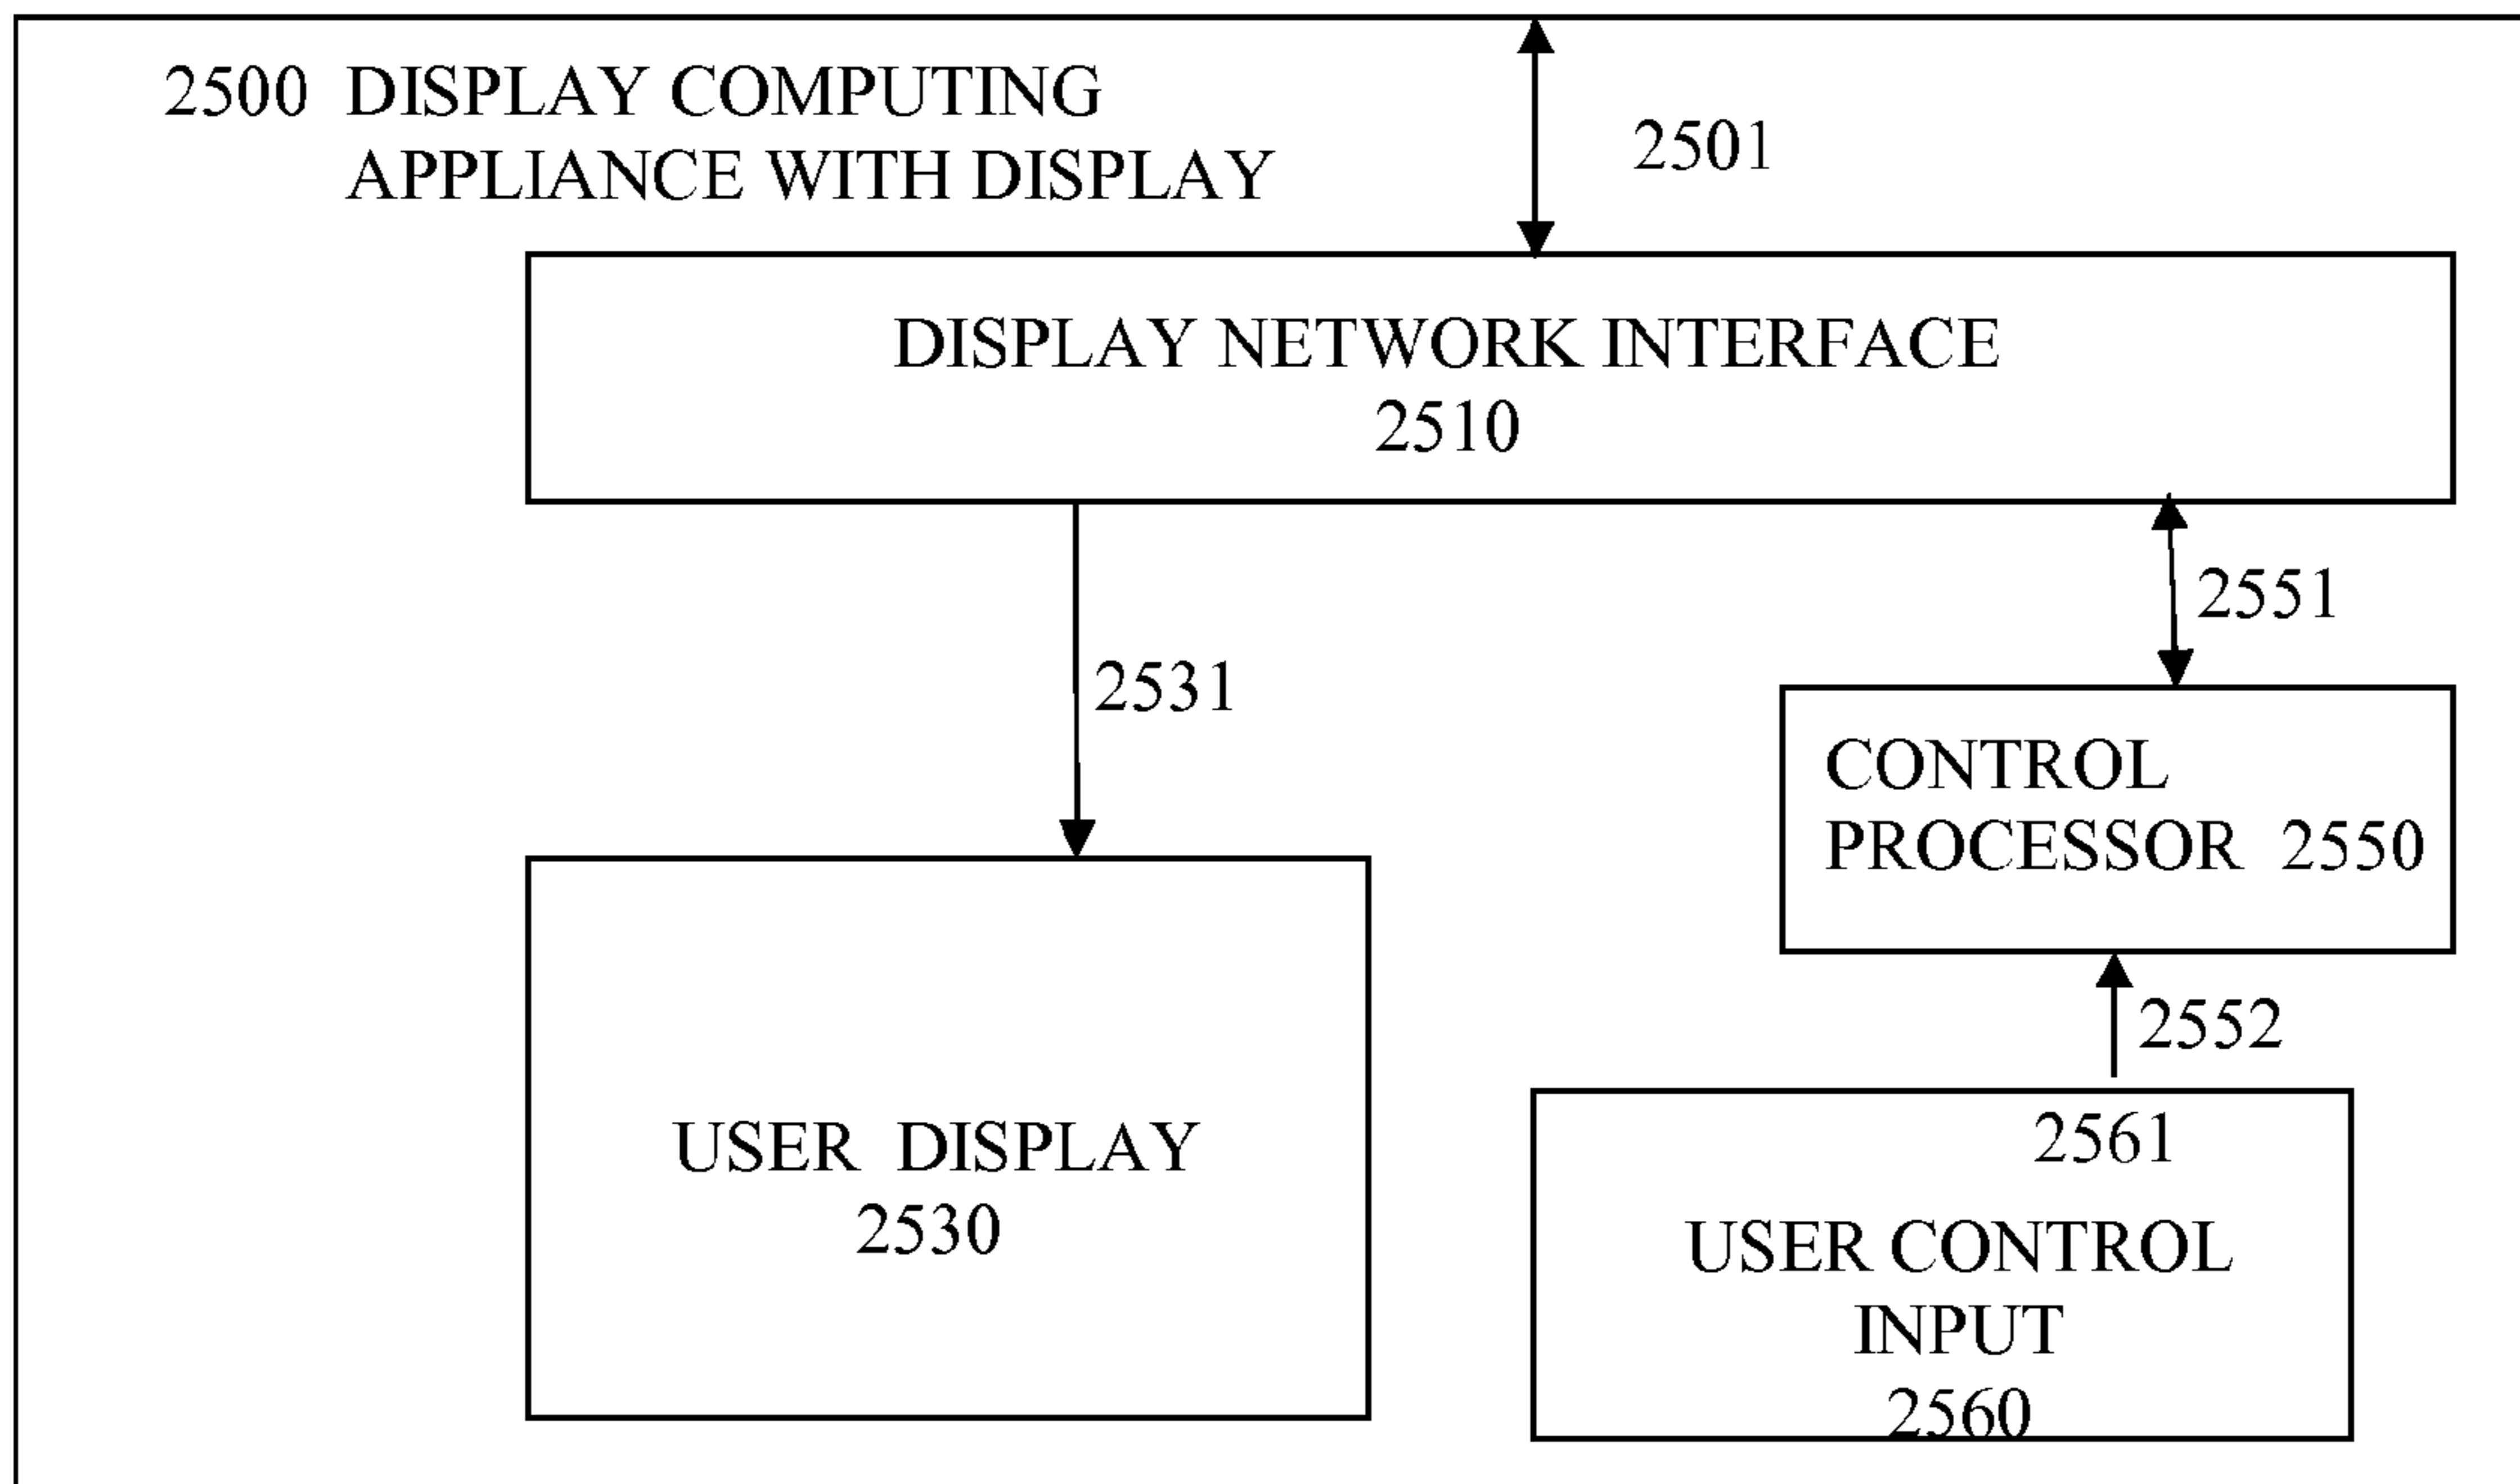 2500 DISPLAY COMPUTING
APPLIANCE WITH DISPLAY
2501
DISPLAY NETWORK INTERFACE
2510
2551
2531
CONTROL
PROCESSOR 2550
2552
USER DISPLAY
2530
2561
USER CONTROL
INPUT
2560